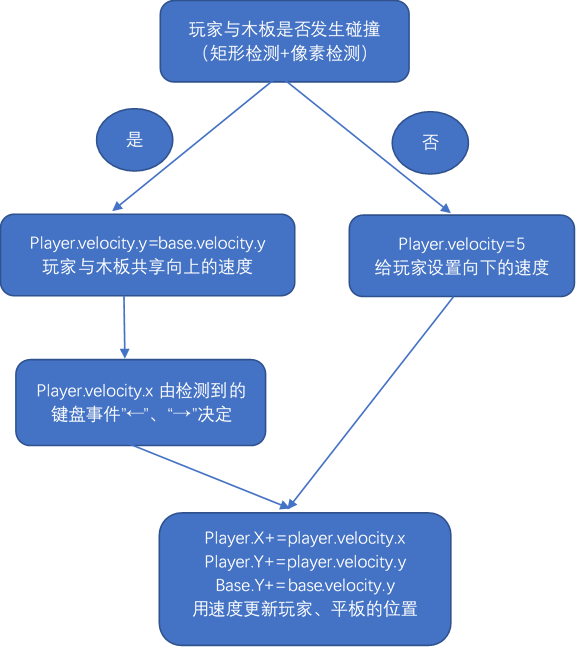 玩家与木板是否发生碰撞
（矩形检测+像素检测）
是
否
Player.velocity.y=base.velocity.y
玩家与木板共享向上的速度
Player.velocity=5
给玩家设置向下的速度
Player.velocity.x 由检测到的
键盘事件”←”、“→”决定
Player.X+=player.velocity.x
Player.Y+=player.velocity.y
Base.Y+=base.velocity.y
用速度更新玩家、平板的位置